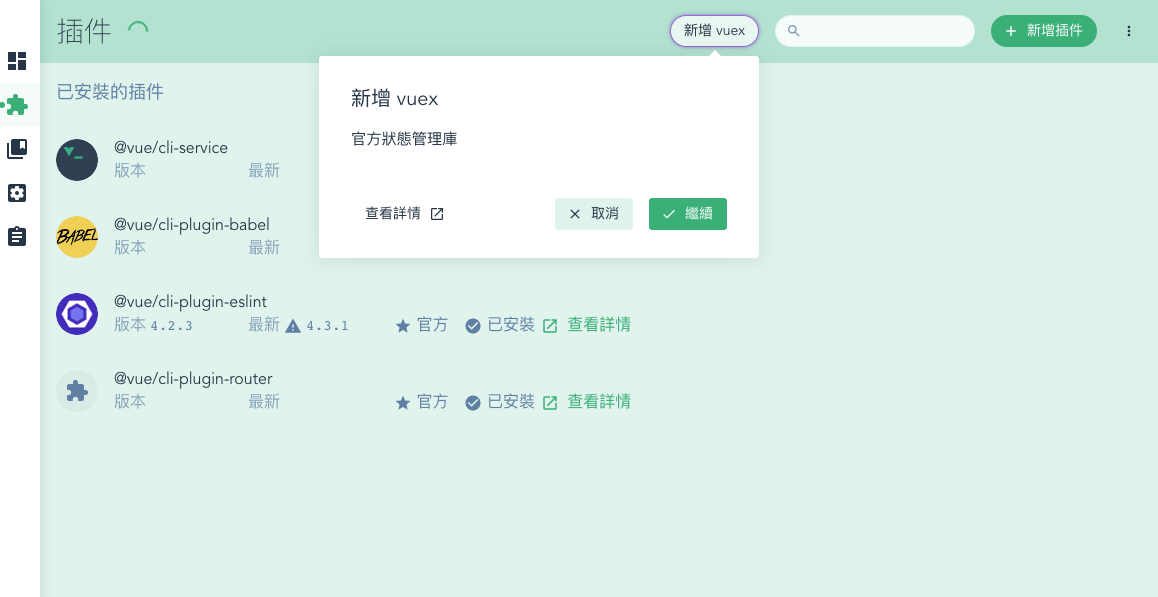 插件
新增 vuex
新增插件
新增 vuex
官方狀態管理庫
查看詳情
取消
繼續
已安裝的插件
@vue/cli-service
版本 最新
BABEL
@vue/cli-plugin-babel
版本 最新
@vue/cli-plugin-eslint
版本 4.2.3 最新 4.3.1 官方 已安裝 查看詳情
@vue/cli-plugin-router
版本 最新 官方 已安裝 查看詳情